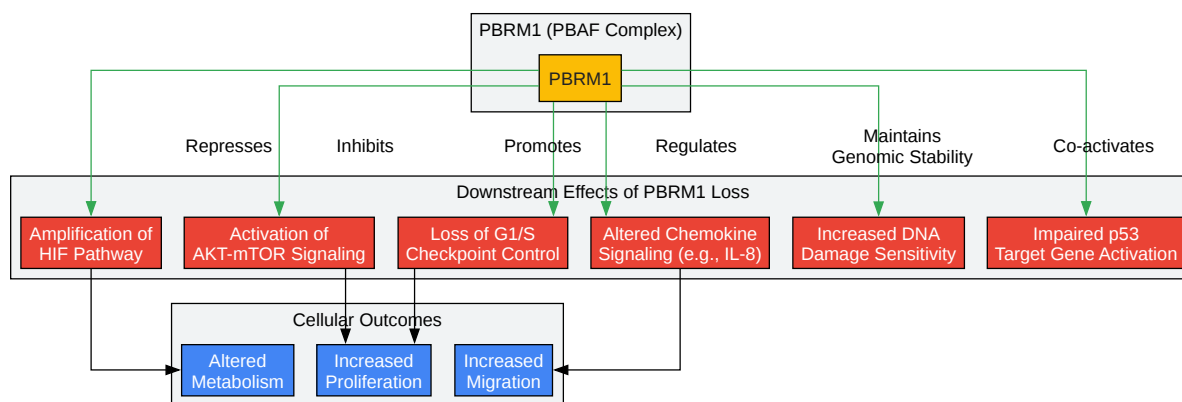 PBRM1 (PBAF Complex)
PBRM1
Represses
Inhibits
Promotes
Regulates
Maintains
Genomic Stability
Co-activates
Downstream Effects of PBRM1 Loss
Amplification of
HIF Pathway
Activation of
AKT-mTOR Signaling
Loss of G1/S
Checkpoint Control
Altered Chemokine
Signaling (e.g., IL-8)
Increased DNA
Damage Sensitivity
Impaired p53
Target Gene Activation
Cellular Outcomes
Altered
Metabolism
Increased
Proliferation
Increased
Migration